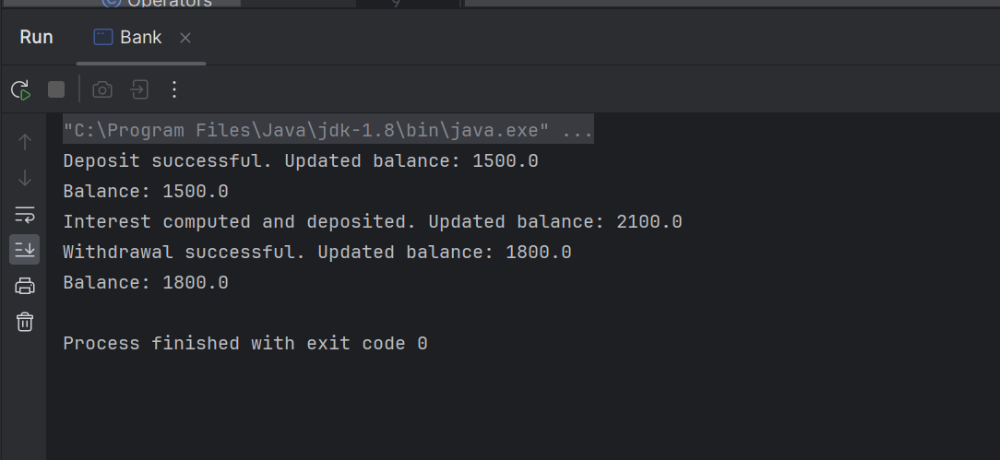 Operators
Run
Bank
"C:\Program Files\Java\jdk-1.8\bin\java.exe" ...
Deposit successful. Updated balance: 1500.0
Balance: 1500.0
Interest computed and deposited. Updated balance: 2100.0
Withdrawal successful. Updated balance: 1800.0
Balance: 1800.0
Process finished with exit code 0